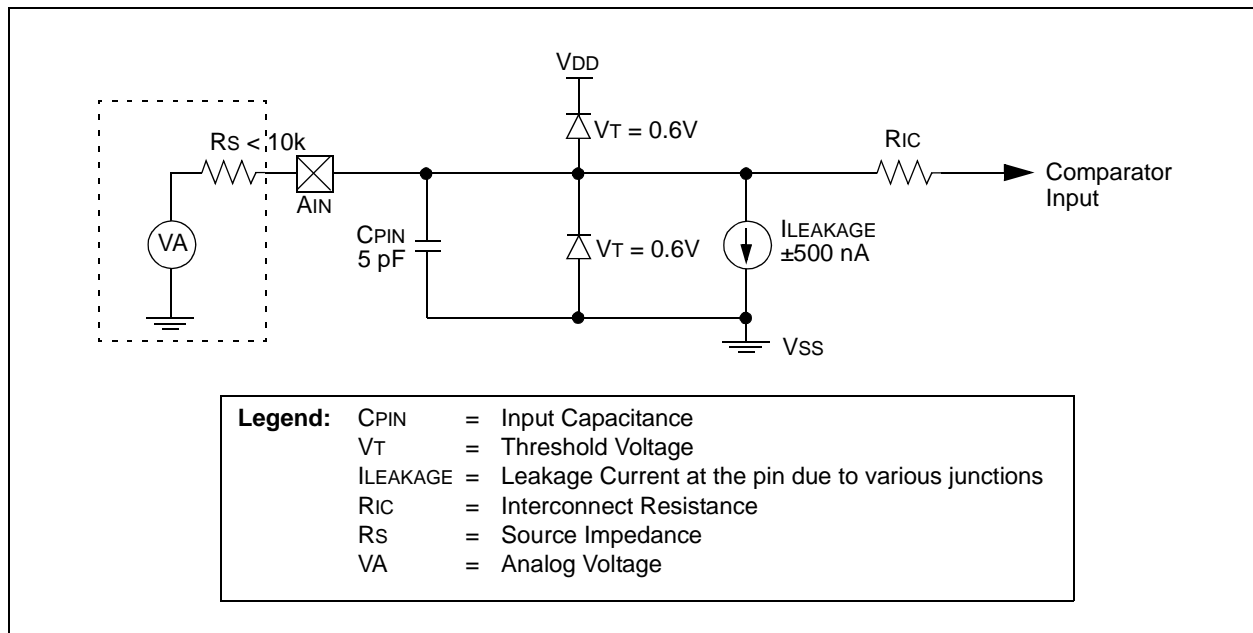 VDD
VT = 0.6V
RS < 10k
RIC
AIN
Comparator
Input
CPIN
5 pF
VA
VT = 0.6V
ILEAKAGE
±500 nA
VSS
Legend: CPIN = Input Capacitance
VT = Threshold Voltage
ILEAKAGE = Leakage Current at the pin due to various junctions
RIC = Interconnect Resistance
RS = Source Impedance
VA = Analog Voltage